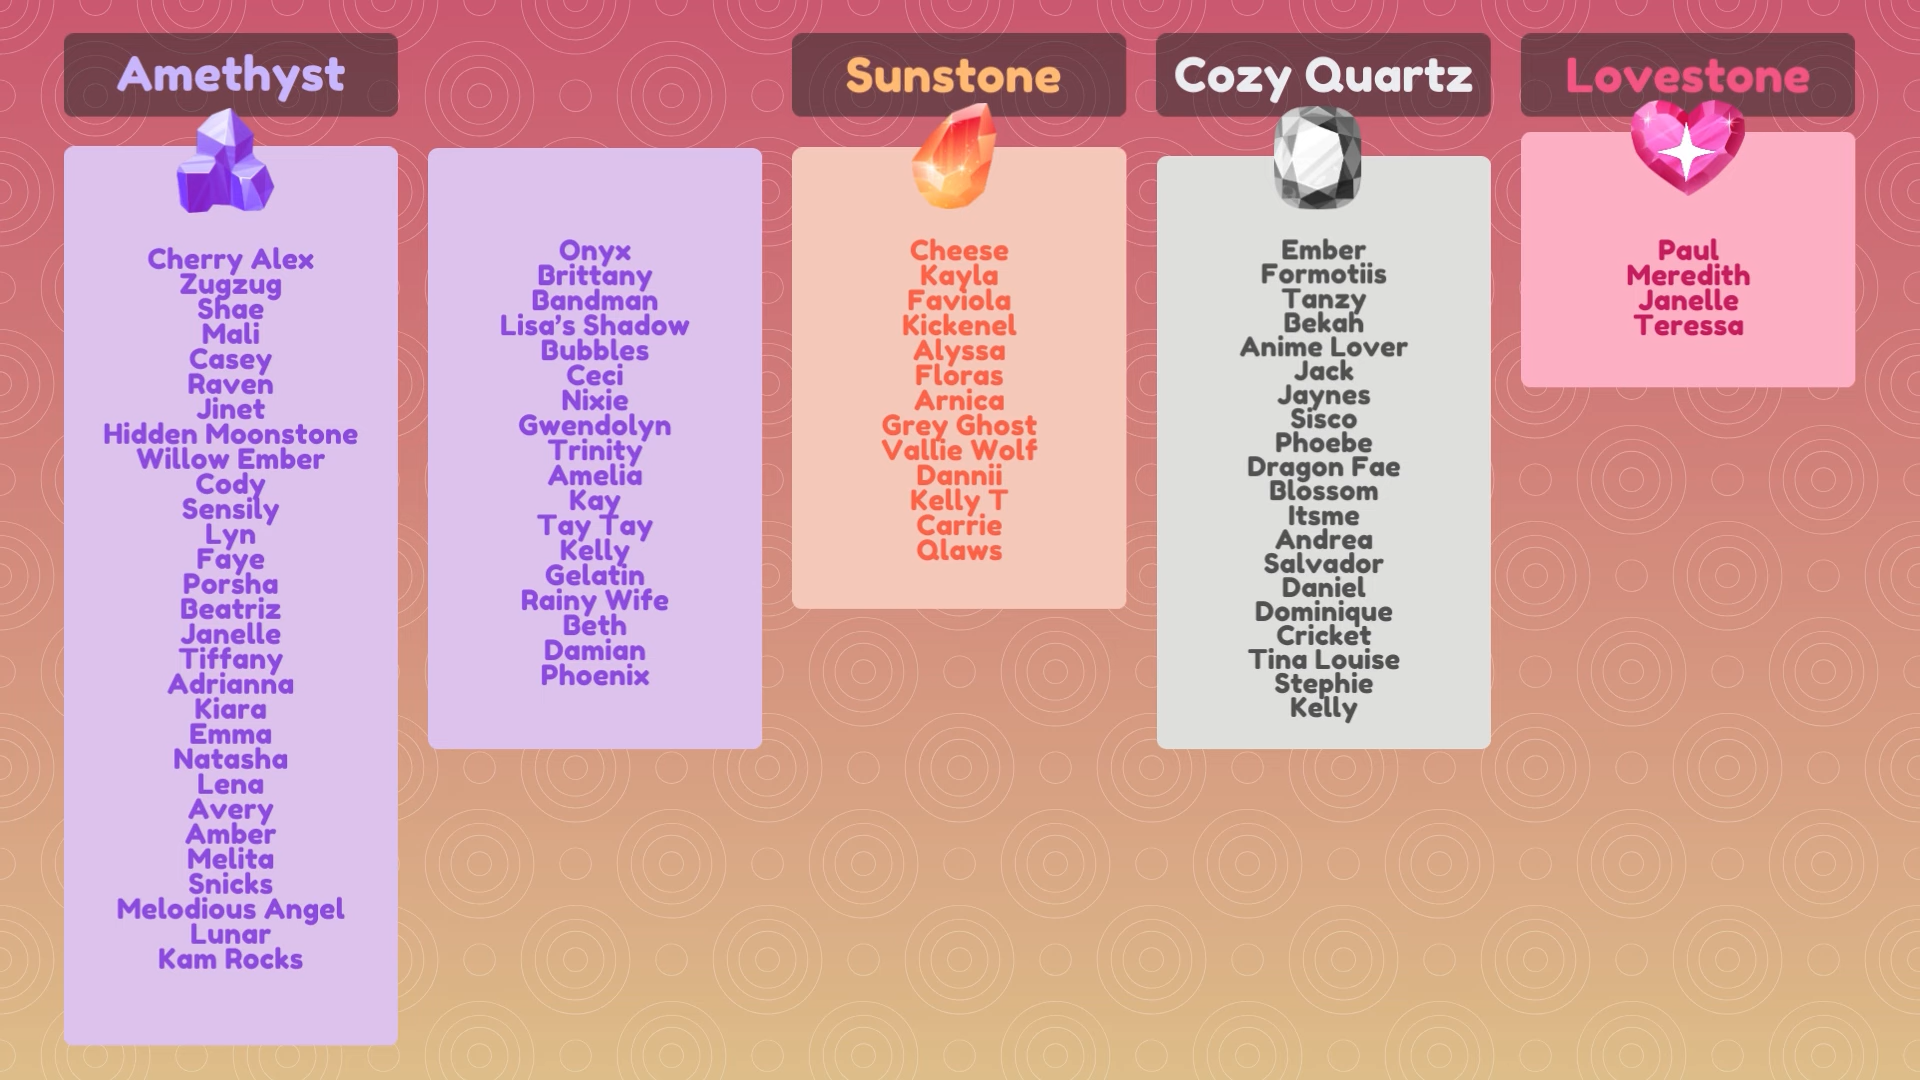 Amethyst
Cherry Alex
Zugzug
Shae
Mali
Casey
Raven
Jinet
Hidden Moonstone
Willow Ember
Cody
Sensily
Lyn
Faye
Porsha
Beatriz
Janelle
Tiffany
Adrianna
Kiara
Emma
Natasha
Lena
Avery
Amber
Melita
Snicks
Melodious Angel
Lunar
Kam Rocks
Onyx
Brittany
Bandman
Lisa’s Shadow
Bubbles
Ceci
Nixie
Gwendolyn
Trinity
Amelia
Kay
Tay Tay
Kelly
Gelatin
Rainy Wife
Beth
Damian
Phoenix
Sunstone
Cheese
Kayla
Faviola
Kickenel
Alyssa
Floras
Arnica
Grey Ghost
Vallie Wolf
Dannii
Kelly T
Carrie
Qlaws
Cozy Quartz
Ember
Formotiis
Tanzy
Bekah
Anime Lover
Jack
Jaynes
Sisco
Phoebe
Dragon Fae
Blossom
Itsme
Andrea
Salvador
Daniel
Dominique
Cricket
Tina Louise
Stephie
Kelly
Lovestone
Paul
Meredith
Janelle
Teressa